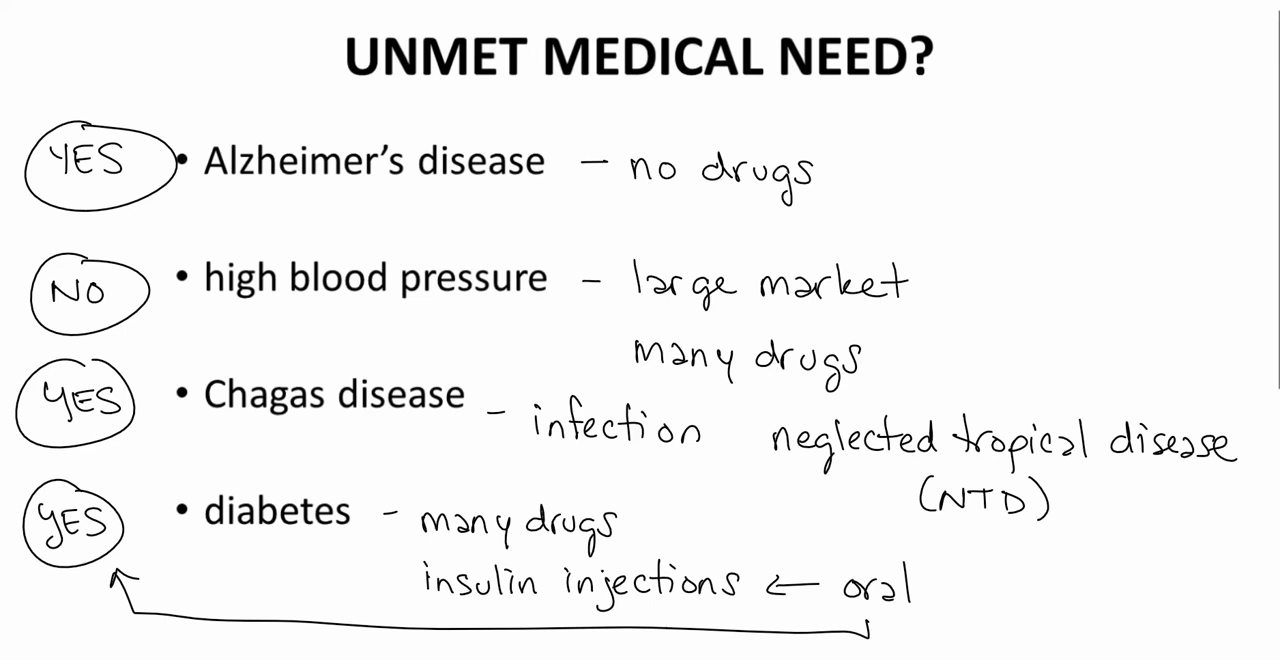 UNMET MEDICAL NEED?
YES • Alzheimer's disease – no drugs
NO • high blood pressure – large market
many drugs
YES • Chagas disease – infection neglected tropical disease
(NTD)
YES • diabetes – many drugs
insulin injections ← oral